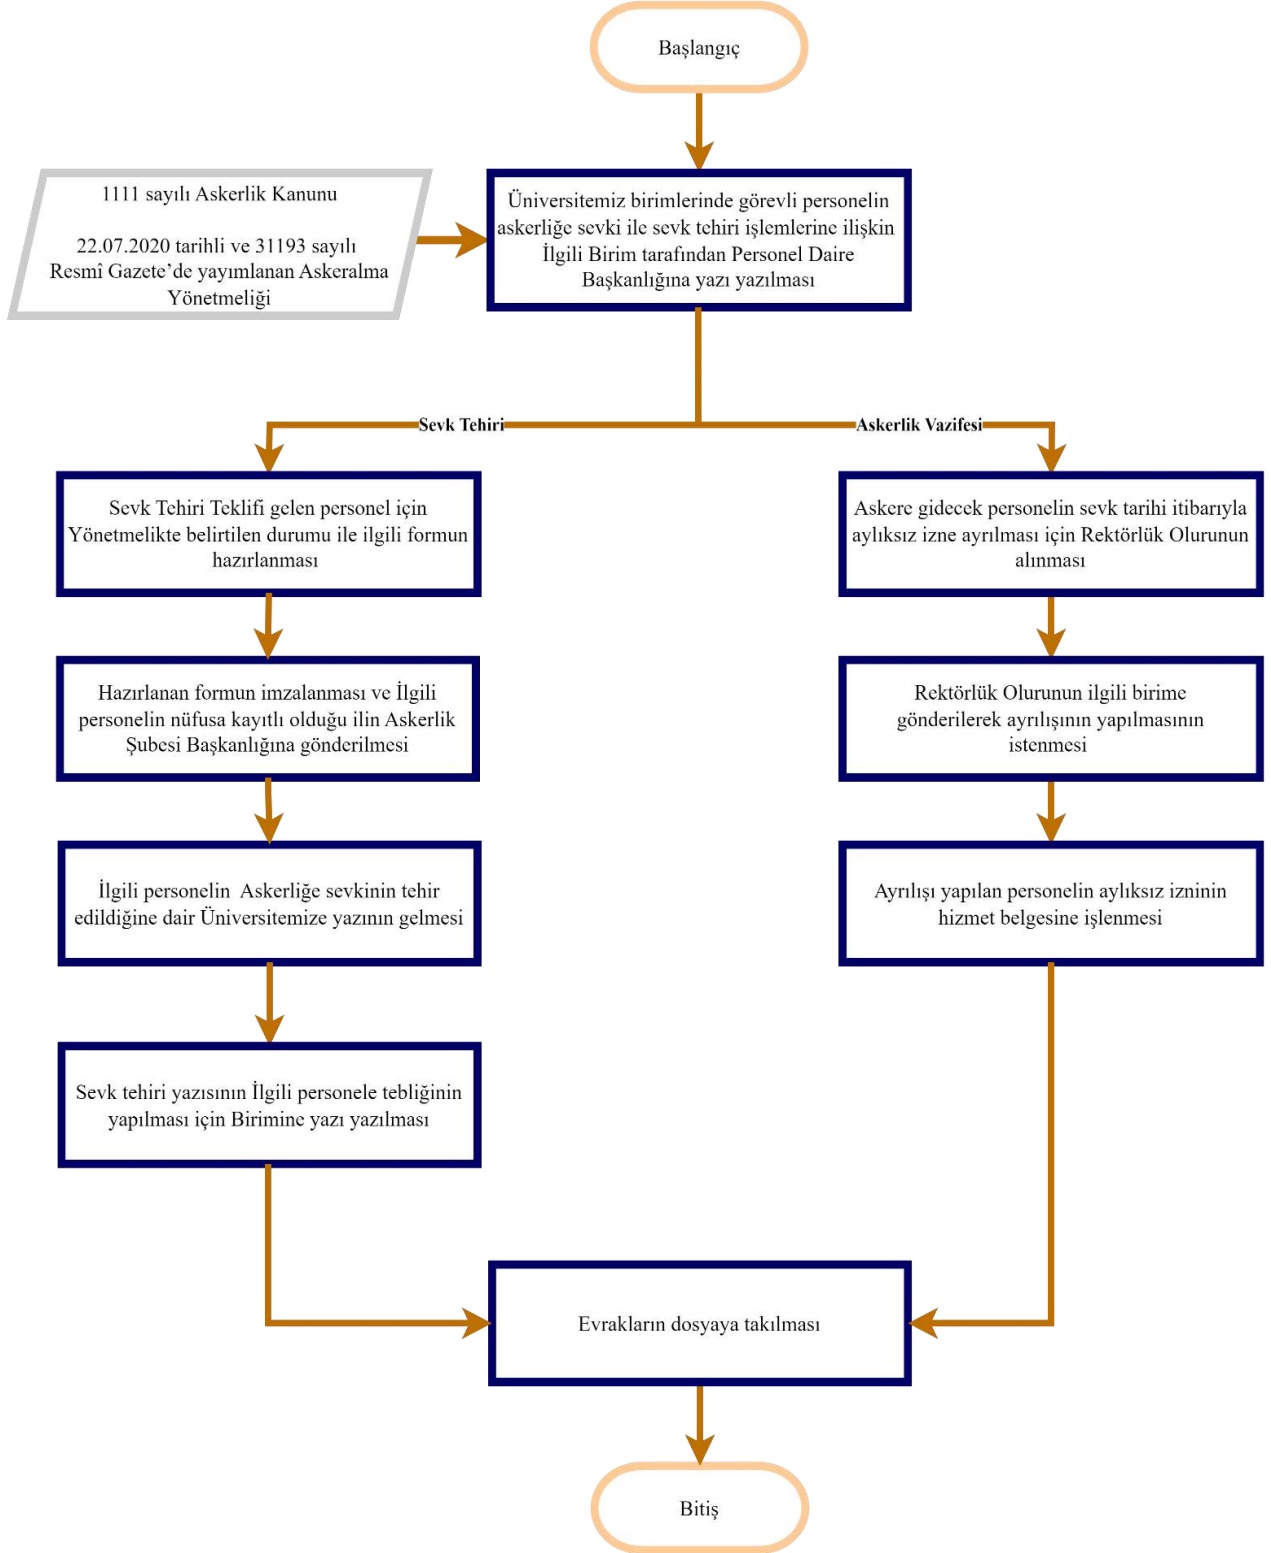 Başlangıç
1111 sayılı Askerlik Kanunu
22.07.2020 tarihli ve 31193 sayılı
Resmî Gazete’de yayımlanan Askeralma
Yönetmeliği
Üniversitemiz birimlerinde görevli personelin
askerliğe sevki ile sevk tehiri işlemlerine ilişkin
İlgili Birim tarafından Personel Daire
Başkanlığına yazı yazılması
Sevk Tehiri
Askerlik Vazifesi
Sevk Tehiri Teklifi gelen personel için
Yönetmelikte belirtilen durumu ile ilgili formun
hazırlanması
Askere gidecek personelin sevk tarihi itibarıyla
aylıksız izne ayrılması için Rektörlük Olurunun
alınması
Hazırlanan formun imzalanması ve İlgili
personelin nüfusa kayıtlı olduğu ilin Askerlik
Şubesi Başkanlığına gönderilmesi
Rektörlük Olurunun ilgili birime
gönderilerek ayrılışının yapılmasının
istenmesi
İlgili personelin  Askerliğe sevkinin tehir
edildiğine dair Üniversitemize yazının gelmesi
Ayrılışı yapılan personelin aylıksız izninin
hizmet belgesine işlenmesi
Sevk tehiri yazısının İlgili personele tebliğinin
yapılması için Birimine yazı yazılması
Evrakların dosyaya takılması
Bitiş